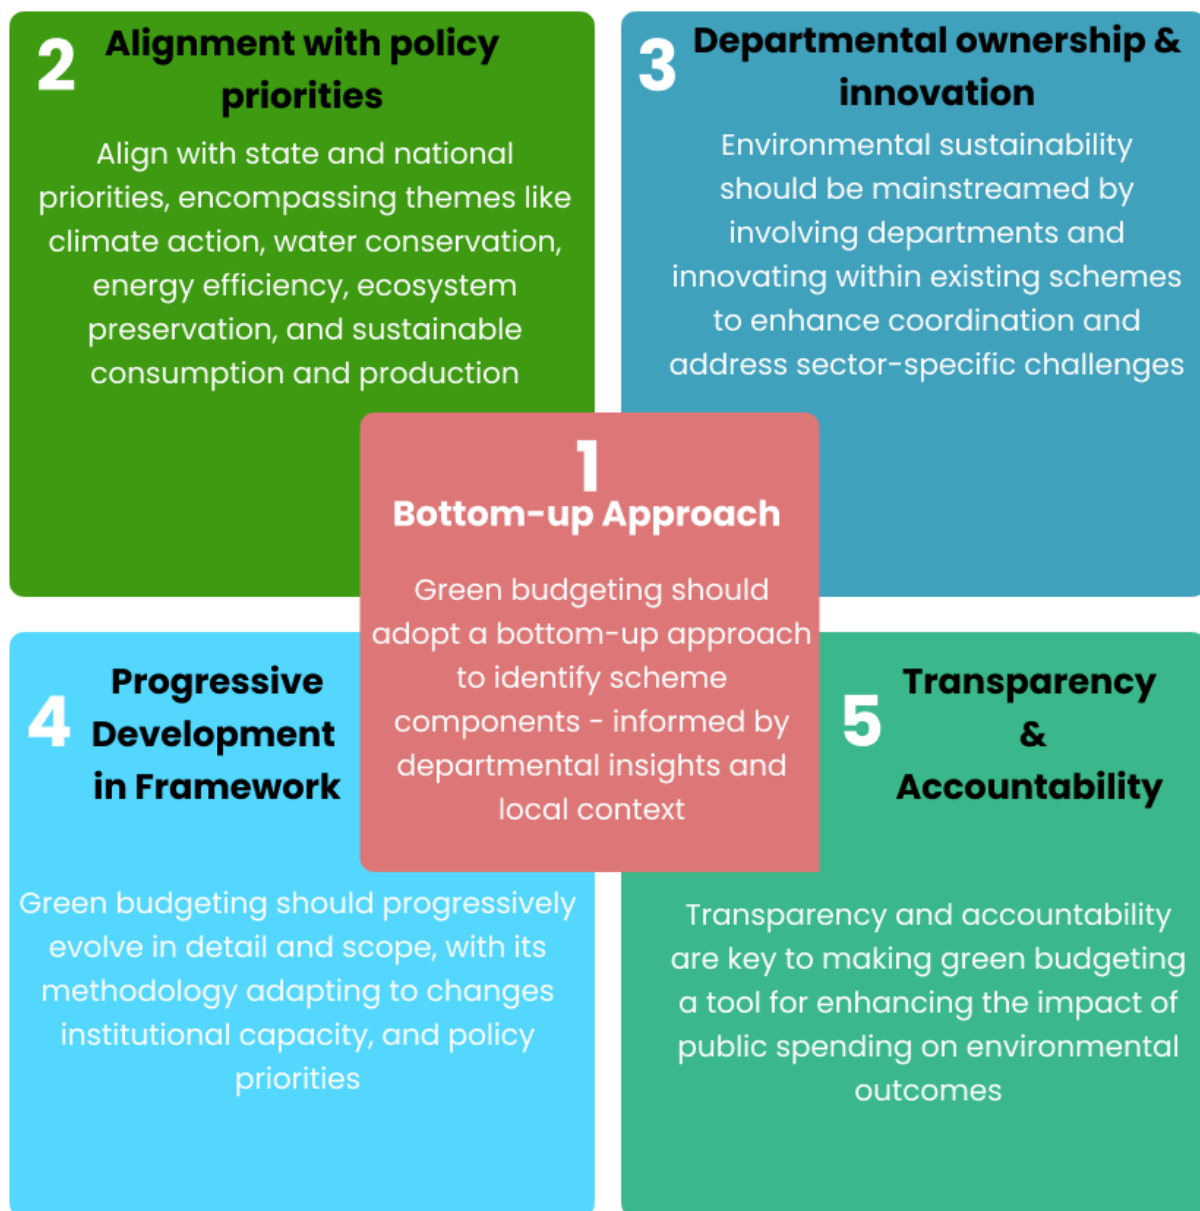 2
Alignment with policy
priorities
Align with state and national
priorities, encompassing themes like
climate action, water conservation,
energy efficiency, ecosystem
preservation, and sustainable
consumption and production
3
Departmental ownership &
innovation
Environmental sustainability
should be mainstreamed by
involving departments and
innovating within existing schemes
to enhance coordination and
address sector-specific challenges
1
Bottom-up Approach
Green budgeting should
adopt a bottom-up approach
to identify scheme
components - informed by
departmental insights and
local context
4
Progressive
Development
in Framework
Green budgeting should progressively
evolve in detail and scope, with its
methodology adapting to changes
institutional capacity, and policy
priorities
5
Transparency
&
Accountability
Transparency and accountability
are key to making green budgeting
a tool for enhancing the impact of
public spending on environmental
outcomes